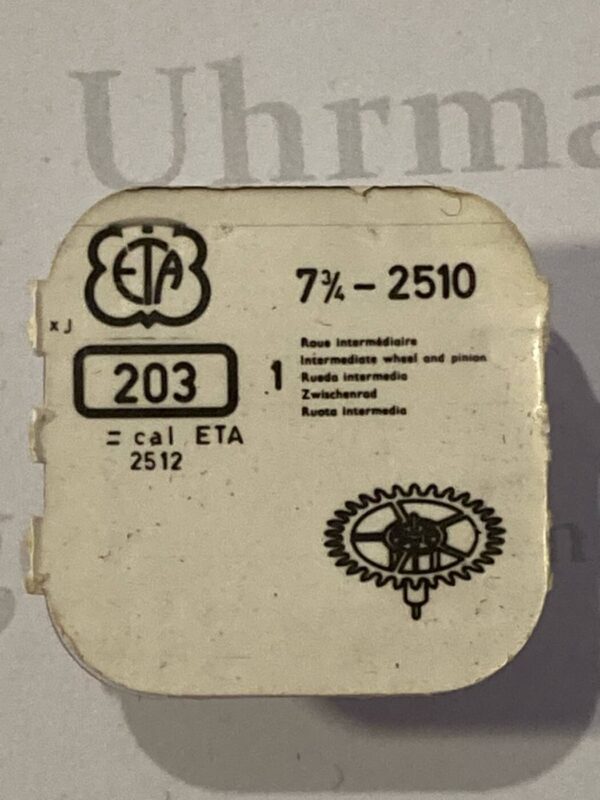 Uhrma
ETA
7¾ – 2510
x J
203
1
Roue intermédiaire
Intermediate wheel and pinion
Rueda intermedia
Zwischenrad
Ruota intermedia
= cal ETA
2512